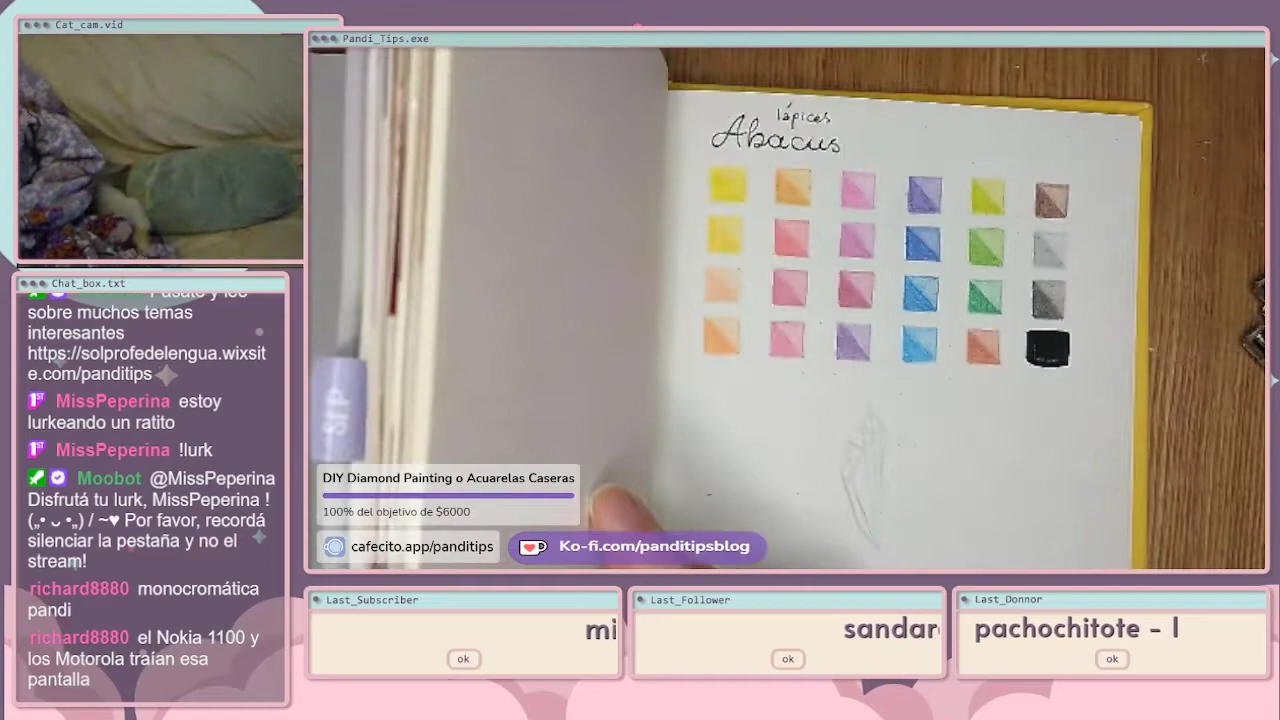 Cat_cam.vid
Pandi_Tips.exe
lápices
Abacus
Chat_box.txt
sobre muchos temas
interesantes
https://solprofedelengua.wixsit
e.com/panditips
MissPeperina estoy
lurkeando un ratito
MissPeperina !lurk
Moobot @MissPeperina
Disfrutá tu lurk, MissPeperina !
(„• ᴗ •„) / ~♥ Por favor, recordá
silenciar la pestaña y no el
stream!
richard8880 monocromática
pandi
richard8880 el Nokia 1100 y
los Motorola traían esa
pantalla
DIY Diamond Painting o Acuarelas Caseras
100% del objetivo de $6000
cafecito.app/panditips
Ko-fi.com/panditipsblog
Last_Subscriber
mi
ok
Last_Follower
sandar
ok
Last_Donnor
pachochitote - 1
ok